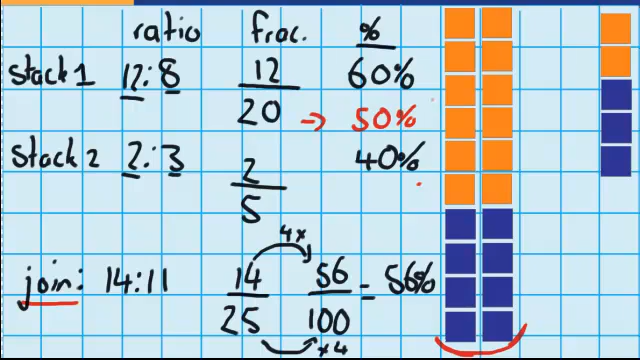 ratio frac. %
stack 1 12:8 12/20 60%
→ 50%
stack 2 2:3 2/5 40%
4×
join: 14:11 14/25 56/100 = 56%
×4